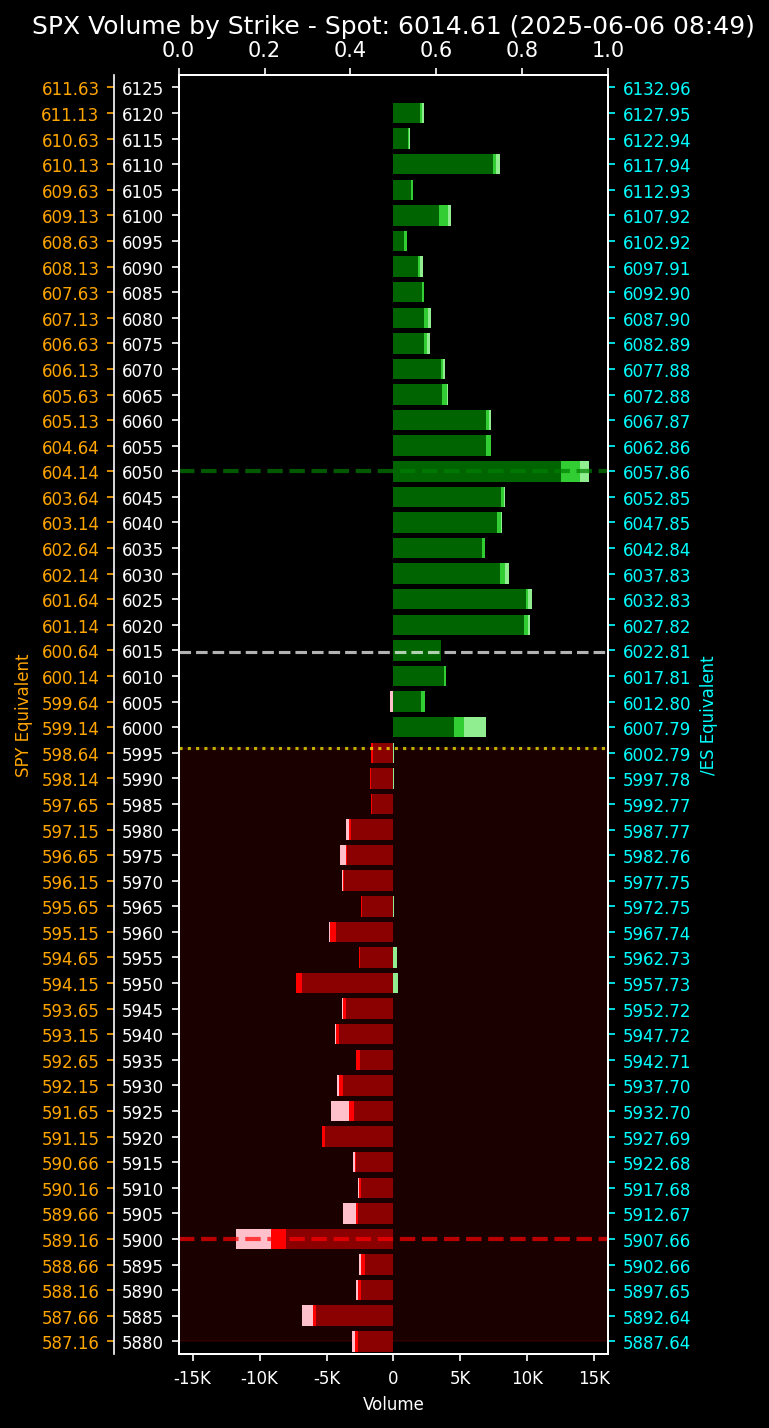 SPX Volume by Strike - Spot: 6014.61 (2025-06-06 08:49)
0.0 0.2 0.4 0.6 0.8 1.0
611.63 6125 6132.96
611.13 6120 6127.95
610.63 6115 6122.94
610.13 6110 6117.94
609.63 6105 6112.93
609.13 6100 6107.92
608.63 6095 6102.92
608.13 6090 6097.91
607.63 6085 6092.90
607.13 6080 6087.90
606.63 6075 6082.89
606.13 6070 6077.88
605.63 6065 6072.88
605.13 6060 6067.87
604.64 6055 6062.86
604.14 6050 6057.86
603.64 6045 6052.85
603.14 6040 6047.85
602.64 6035 6042.84
602.14 6030 6037.83
601.64 6025 6032.83
601.14 6020 6027.82
600.64 6015 6022.81
600.14 6010 6017.81
599.64 6005 6012.80
599.14 6000 6007.79
598.64 5995 6002.79
598.14 5990 5997.78
597.65 5985 5992.77
597.15 5980 5987.77
596.65 5975 5982.76
596.15 5970 5977.75
595.65 5965 5972.75
595.15 5960 5967.74
594.65 5955 5962.73
594.15 5950 5957.73
593.65 5945 5952.72
593.15 5940 5947.72
592.65 5935 5942.71
592.15 5930 5937.70
591.65 5925 5932.70
591.15 5920 5927.69
590.66 5915 5922.68
590.16 5910 5917.68
589.66 5905 5912.67
589.16 5900 5907.66
588.66 5895 5902.66
588.16 5890 5897.65
587.66 5885 5892.64
587.16 5880 5887.64
SPY Equivalent
/ES Equivalent
-15K -10K -5K 0 5K 10K 15K
Volume